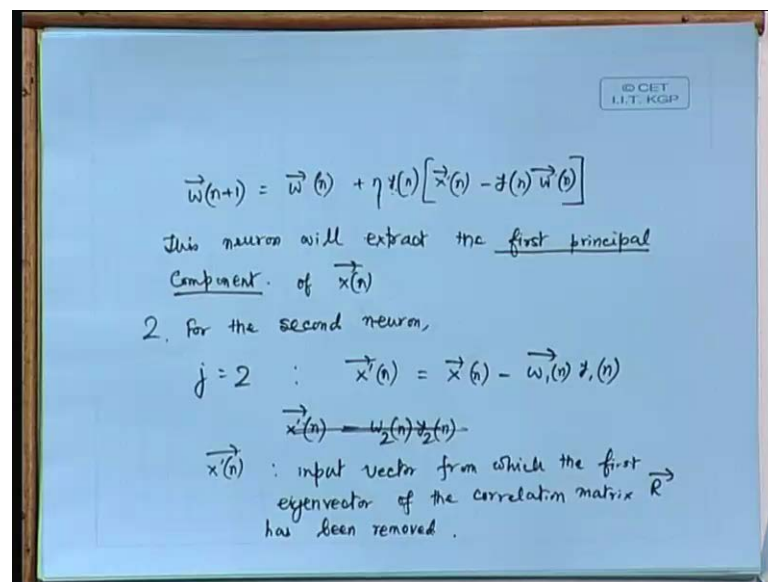 © CET
I.I.T. KGP
w⃗(n+1) = w⃗(n) + η y(n) [x⃗(n) - y(n) w⃗(n)]
This neuron will extract the first principal
Component. of x⃗(n)
2. For the second neuron,
j = 2 : x⃗'(n) = x⃗(n) - w⃗₁(n) y₁(n)
x⃗'(n) - w₂(n) y₂(n)
x⃗'(n) : input vector from which the first
eigenvector of the correlation matrix R⃗
has been removed.